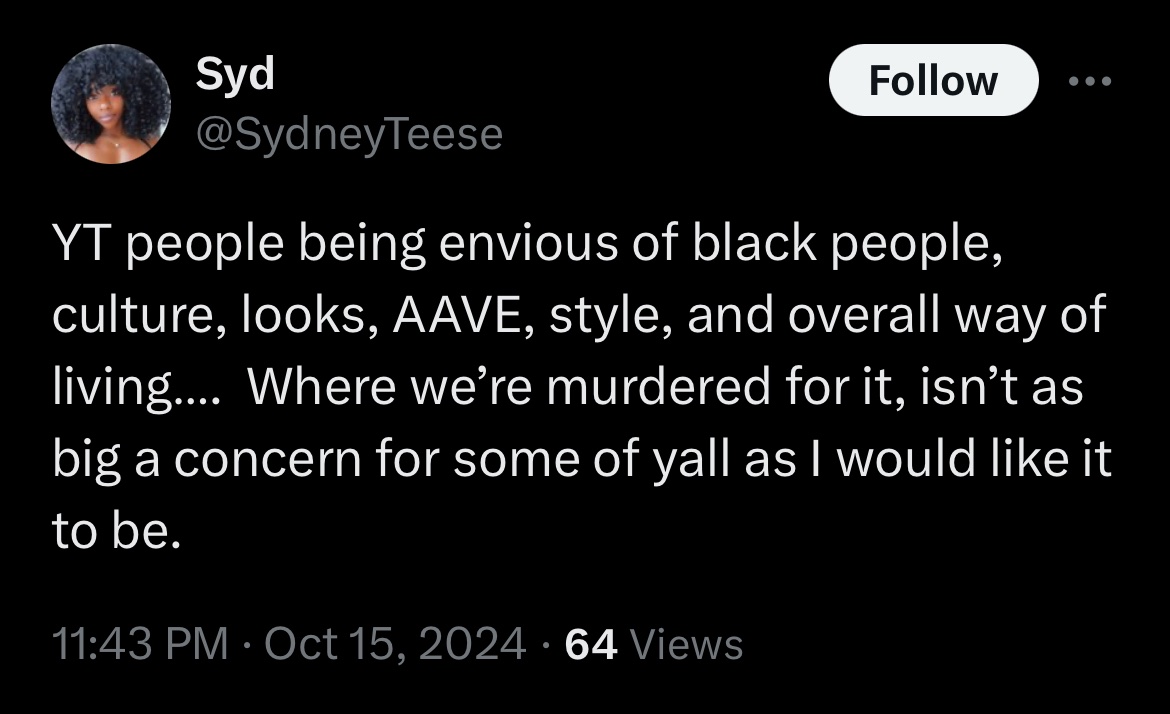 Syd
Follow
@SydneyTeese
YT people being envious of black people,
culture, looks, AAVE, style, and overall way of
living....  Where we’re murdered for it, isn’t as
big a concern for some of yall as I would like it
to be.
11:43 PM · Oct 15, 2024 · 64 Views